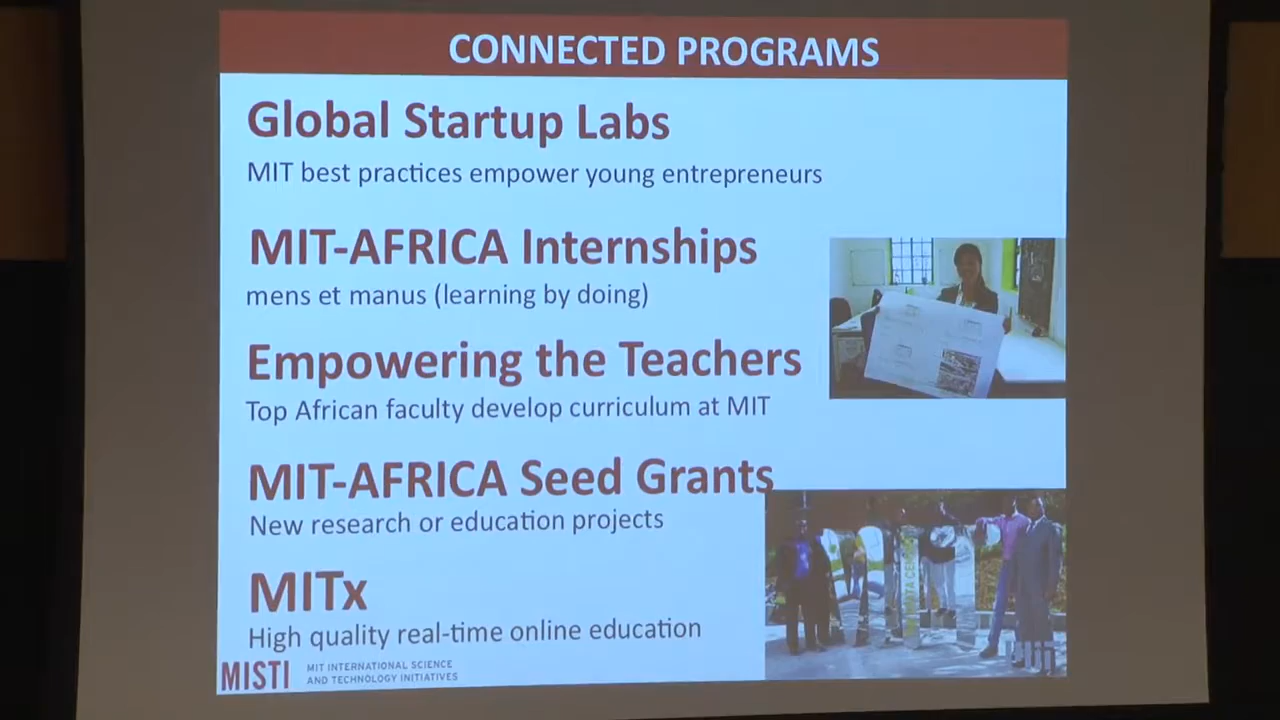 CONNECTED PROGRAMS
Global Startup Labs
MIT best practices empower young entrepreneurs
MIT-AFRICA Internships
mens et manus (learning by doing)
Empowering the Teachers
Top African faculty develop curriculum at MIT
MIT-AFRICA Seed Grants
New research or education projects
MITx
High quality real-time online education
MISTI
MIT INTERNATIONAL SCIENCE
AND TECHNOLOGY INITIATIVES